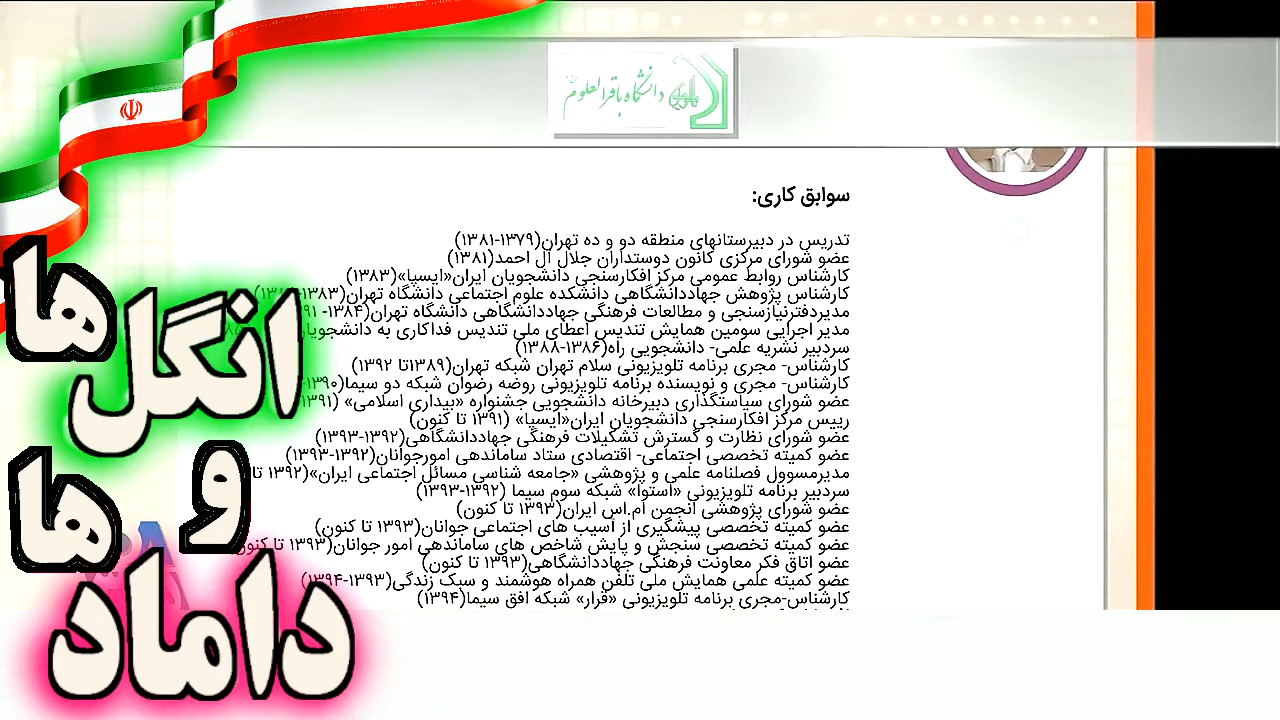 دانشگاه باقرالعلوم
سوابق کاری:
تدریس در دبیرستانهای منطقه دو و ده تهران(۱۳۷۹-۱۳۸۱)
عضو شورای مرکزی کانون دوستداران جلال آل احمد(۱۳۸۱)
کارشناس روابط عمومی مرکز افکارسنجی دانشجویان ایران«ایسپا»(۱۳۸۳)
کارشناس پژوهش جهاددانشگاهی دانشکده علوم اجتماعی دانشگاه تهران(۱۳۸۳-
مدیردفترنیازسنجی و مطالعات فرهنگی جهاددانشگاهی دانشگاه تهران(۱۳۸۴-
مدیر اجرایی سومین همایش تندیس اعطای ملی تندیس فداکاری به
سردبیر نشریه علمی- دانشجویی راه(۱۳۸۶-۱۳۸۸)
کارشناس- مجری برنامه تلویزیونی سلام تهران شبکه تهران(۱۳۸۹تا ۱۳۹۲)
کارشناس- مجری و نویسنده برنامه تلویزیونی روضه رضوان شبکه دو سیما(۱۳۹۰-
عضو شورای سیاستگذاری دبیرخانه دانشجویی جشنواره «بیداری اسلامی» (۱۳۹۱
رییس مرکز افکارسنجی دانشجویان ایران«ایسپا» (۱۳۹۱ تا کنون)
عضو شورای نظارت و گسترش تشکیلات فرهنگی جهاددانشگاهی(۱۳۹۲-۱۳۹۳)
عضو کمیته تخصصی اجتماعی- اقتصادی ستاد ساماندهی امورجوانان(۱۳۹۲-۱۳۹۳)
مدیرمسوول فصلنامه علمی و پژوهشی «جامعه شناسی مسائل اجتماعی ایران»(۱۳۹۲ تا
سردبیر برنامه تلویزیونی «استوا» شبکه سوم سیما (۱۳۹۲-۱۳۹۳)
عضو شورای پژوهشی انجمن ام.اس ایران(۱۳۹۳ تا کنون)
عضو کمیته تخصصی پیشگیری از آسیب های اجتماعی جوانان(۱۳۹۳ تا کنون)
عضو کمیته تخصصی سنجش و پایش شاخص های ساماندهی امور جوانان(۱۳۹۳ تا کنون)
عضو اتاق فکر معاونت فرهنگی جهاددانشگاهی(۱۳۹۳ تا کنون)
عضو کمیته علمی همایش ملی تلفن همراه هوشمند و سبک زندگی(۱۳۹۳-۱۳۹۴)
کارشناس-مجری برنامه تلویزیونی «قرار» شبکه افق سیما(۱۳۹۴)
انگل ها
و
داماد ها